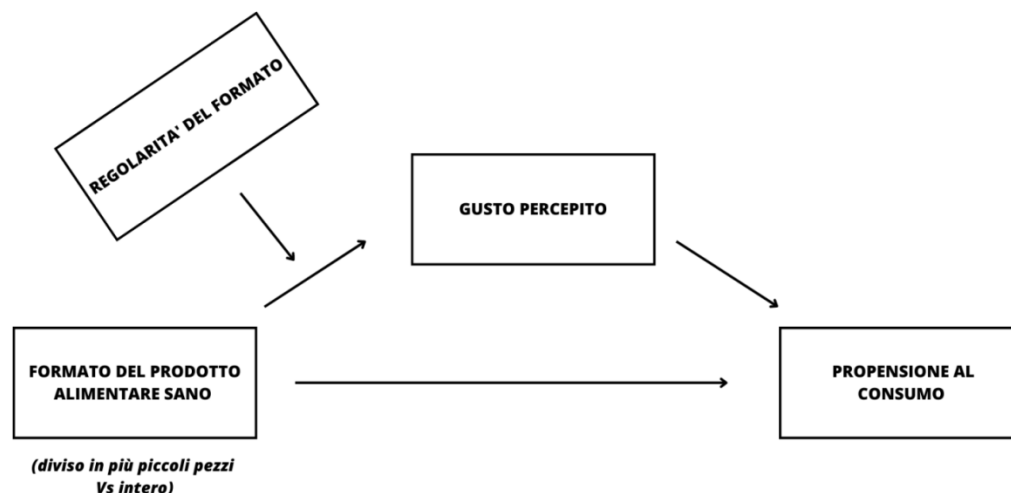 REGOLARITA' DEL FORMATO
GUSTO PERCEPITO
FORMATO DEL PRODOTTO
ALIMENTARE SANO
PROPENSIONE AL
CONSUMO
(diviso in più piccoli pezzi
Vs intero)